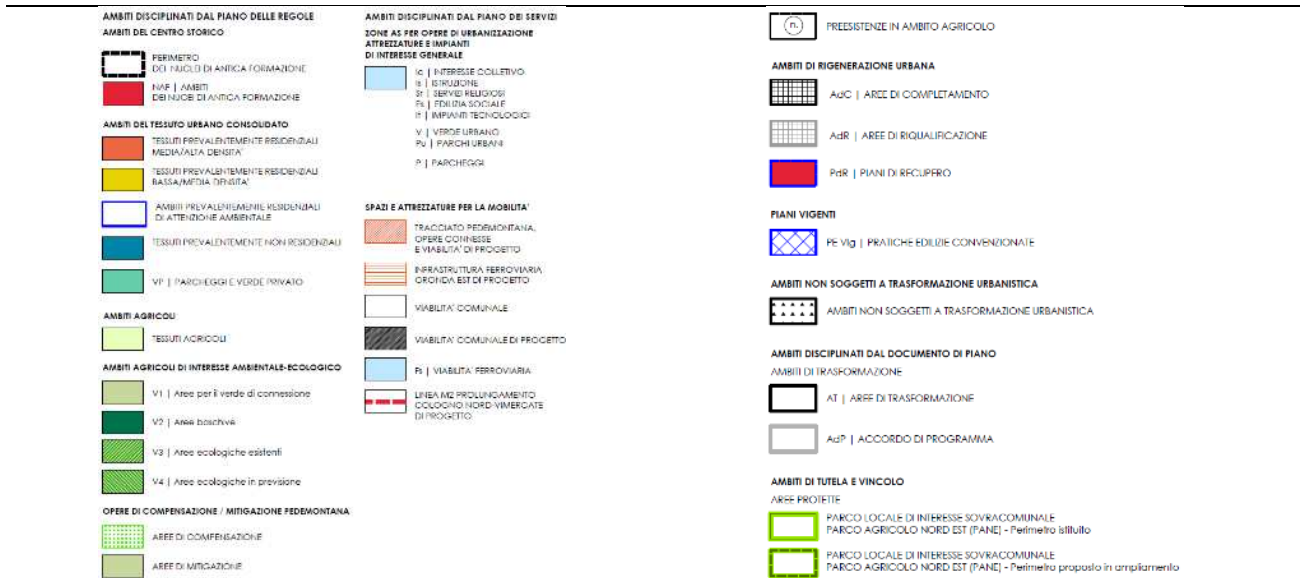 AMBITI DISCIPLINATI DAL PIANO DELLE REGOLE
AMBITI DEL CENTRO STORICO
PERIMETRO
DEI NUCLEI DI ANTICA FORMAZIONE
NAF | AMBITI
DEI NUCEI DI ANTICA FORMAZIONE
AMBITI DEL TESSUTO URBANO CONSOLIDATO
TESSUTI PREVALENTEMENTE RESIDENZIALI
MEDIA/ALTA DENSITA'
TESSUTI PREVALENTEMENTE RESIDENZIALI
BASSA/MEDIA DENSITA'
AMBITI PREVALENTEMENTE RESIDENZIALI
DI ATTENZIONE AMBIENTALE
TESSUTI PREVALENTEMENTE NON RESIDENZIALI
VP | PARCHEGGI E VERDE PRIVATO
AMBITI AGRICOLI
TESSUTI AGRICOLI
AMBITI AGRICOLI DI INTERESSE AMBIENTALE-ECOLOGICO
V1 | Aree per il verde di connessione
V2 | Aree boschive
V3 | Aree ecologiche esistenti
V4 | Aree ecologiche in previsione
OPERE DI COMPENSAZIONE / MITIGAZIONE PEDEMONTANA
AREE DI COMPENSAZIONE
AREE DI MITIGAZIONE
AMBITI DISCIPLINATI DAL PIANO DEI SERVIZI
ZONE AS PER OPERE DI URBANIZZAZIONE
ATTREZZATURE E IMPIANTI
DI INTERESSE GENERALE
Ic | INTERESSE COLLETIVO
Is | ISTRUZIONE
Sr | SERVIZI RELIGIOSI
Es | EDILIZIA SOCIALE
It | IMPIANTI TECNOLOGICI
V | VERDE URBANO
Pu | PARCHI URBANI
P | PARCHEGGI
SPAZI E ATTREZZATURE PER LA MOBILITA'
TRACCIATO PEDEMONTANA,
OPERE CONNESSE
E VIABILITA' DI PROGETTO
INFRASTRUTTURA FERROVIARIA
GRONDA EST DI PROGETTO
VIABILITA' COMUNALE
VIABILITA' COMUNALE DI PROGETTO
Fs | VIABILITA' FERROVIARIA
LINEA M2 PROLUNGAMENTO
COLOGNO NORD-VIMERCATE
DI PROGETTO
n.
PREESISTENZE IN AMBITO AGRICOLO
AMBITI DI RIGENERAZIONE URBANA
AdC | AREE DI COMPLETAMENTO
AdR | AREE DI RIQUALIFICAZIONE
PdR | PIANI DI RECUPERO
PIANI VIGENTI
PE Vig | PRATICHE EDILIZIE CONVENZIONATE
AMBITI NON SOGGETTI A TRASFORMAZIONE URBANISTICA
AMBITI NON SOGGETTI A TRASFORMAZIONE URBANISTICA
AMBITI DISCIPLINATI DAL DOCUMENTO DI PIANO
AMBITI DI TRASFORMAZIONE
AT | AREE DI TRASFORMAZIONE
AdP | ACCORDO DI PROGRAMMA
AMBITI DI TUTELA E VINCOLO
AREE PROTETTE
PARCO LOCALE DI INTERESSE SOVRACOMUNALE
PARCO AGRICOLO NORD EST (PANE) - Perimetro istituito
PARCO LOCALE DI INTERESSE SOVRACOMUNALE
PARCO AGRICOLO NORD EST (PANE) - Perimetro proposto in ampliamento